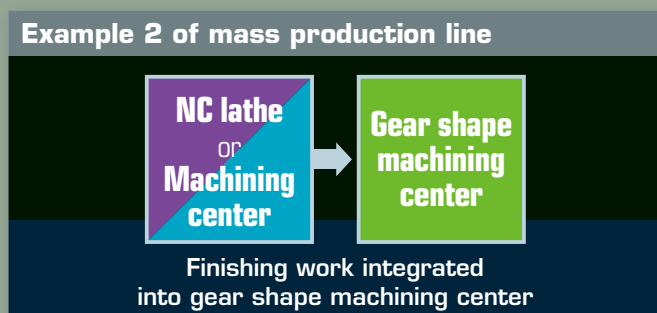 Example 2 of mass production line
NC lathe
or
Machining
center
Gear shape
machining
center
Finishing work integrated
into gear shape machining center